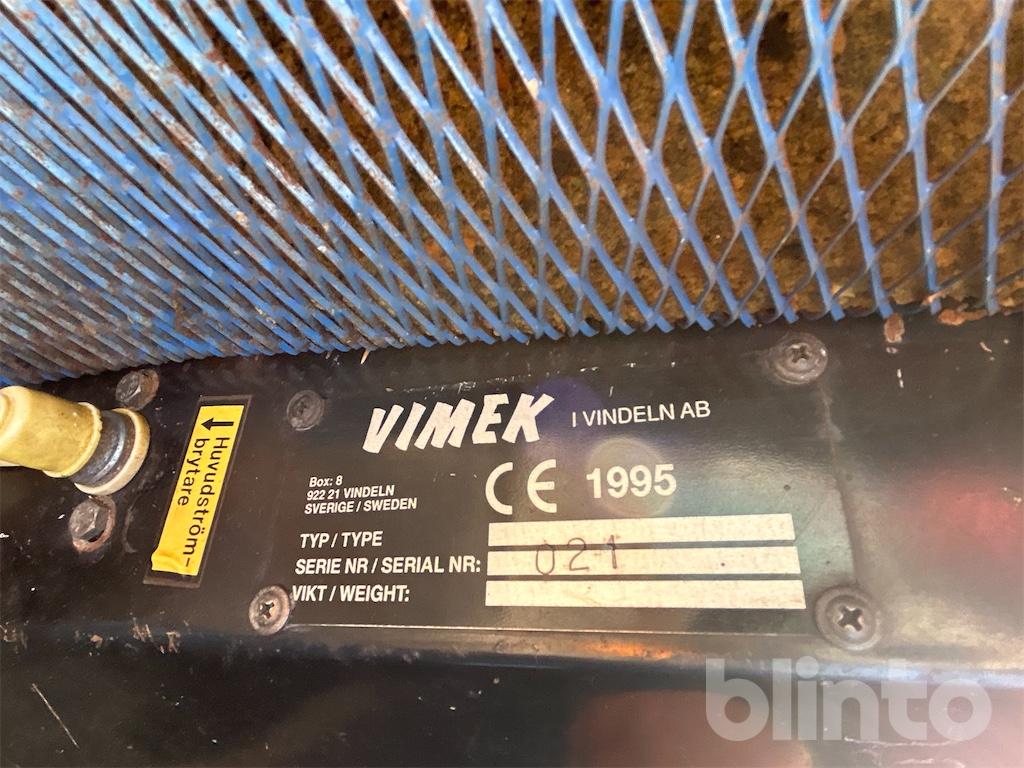 VIMEK I VINDELN AB
Box: 8
922 21 VINDELN
SVERIGE / SWEDEN
CE 1995
TYP / TYPE
SERIE NR / SERIAL NR: 021
VIKT / WEIGHT:
← Huvudström-
brytare
blinto